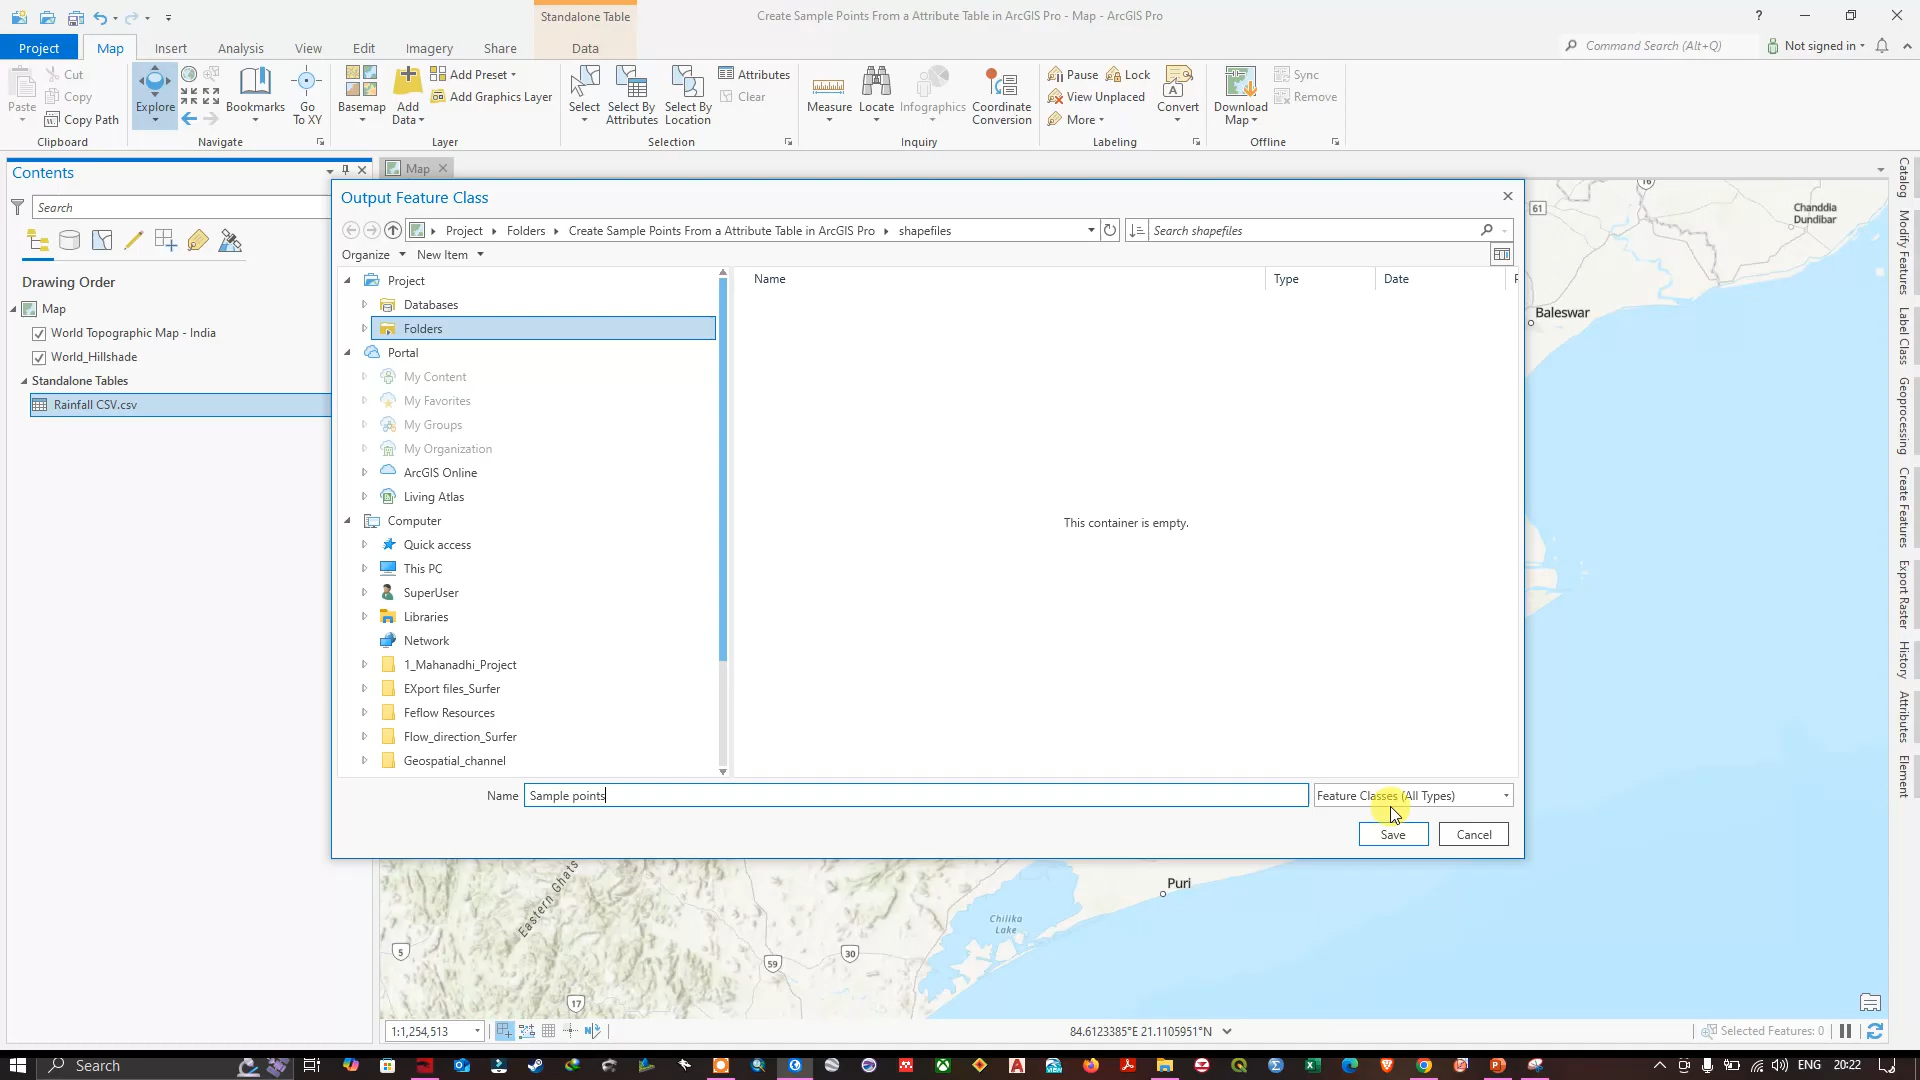 Standalone Table
Create Sample Points From a Attribute Table in ArcGIS Pro - Map - ArcGIS Pro
?
Project Map Insert Analysis View Edit Imagery Share Data
Command Search (Alt+Q)
Not signed in
Paste
Cut
Copy
Copy Path
Clipboard
Explore
Bookmarks
Go To XY
Navigate
Basemap
Add Data
Add Preset
Add Graphics Layer
Layer
Select
Select By Attributes
Select By Location
Attributes
Clear
Selection
Measure
Locate
Infographics
Coordinate Conversion
Inquiry
Pause
Lock
View Unplaced
More
Convert
Labeling
Download Map
Sync
Remove
Offline
Contents
Search
Drawing Order
Map
World Topographic Map - India
World_Hillshade
Standalone Tables
Rainfall CSV.csv
Map
Output Feature Class
Project Folders Create Sample Points From a Attribute Table in ArcGIS Pro shapefiles
Search shapefiles
Organize New Item
Project
Databases
Folders
Portal
My Content
My Favorites
My Groups
My Organization
ArcGIS Online
Living Atlas
Computer
Quick access
This PC
SuperUser
Libraries
Network
1_Mahanadhi_Project
EXport files_Surfer
Feflow Resources
Flow_direction_Surfer
Geospatial_channel
Name Type Date
This container is empty.
Name Sample points Feature Classes (All Types)
Save Cancel
16
61
Chanddia
Dundibar
Baleswar
Puri
Chilika
Lake
Eastern Ghats
5
59
30
17
Catalog
Modify Features
Label Class
Geoprocessing
Create Features
Export Raster
History
Attributes
Element
1:1,254,513
84.6123385°E 21.1105951°N
Selected Features: 0
Search
ENG 20:22